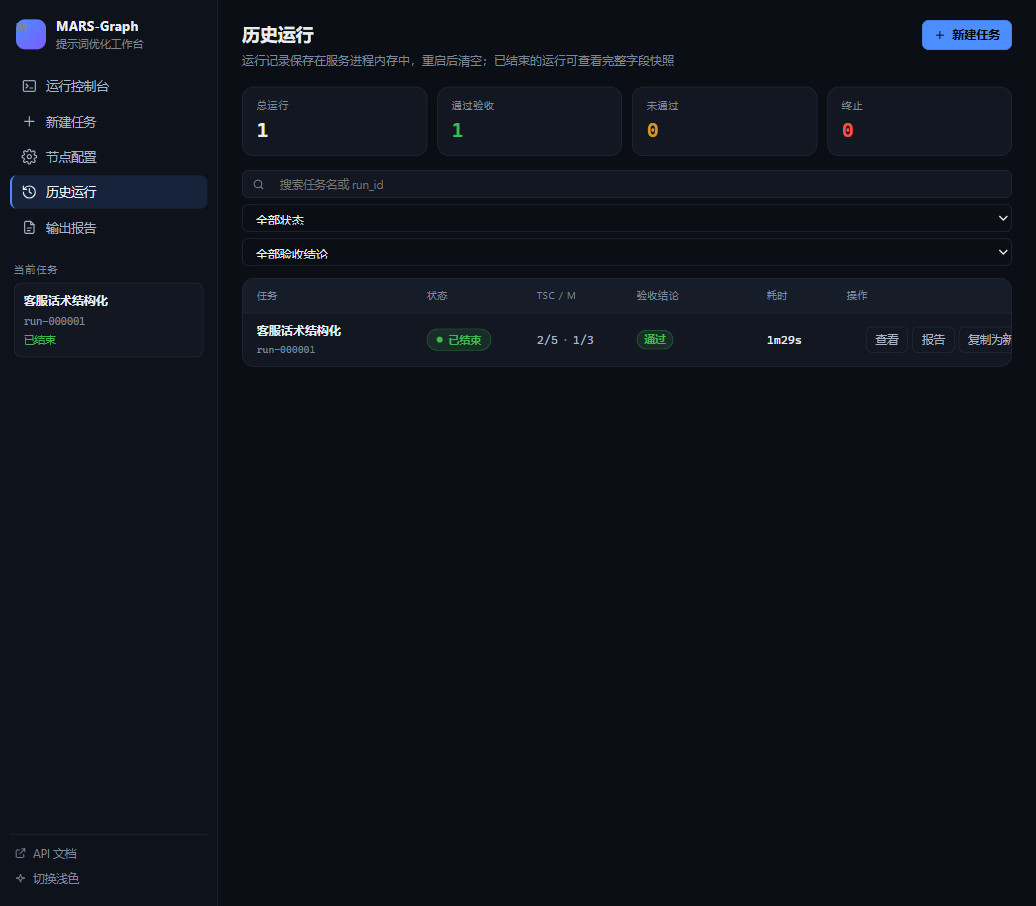 MARS-Graph
提示词优化工作台
运行控制台
新建任务
节点配置
历史运行
输出报告
当前任务
客服话术结构化
run-000001
已结束
API 文档
切换浅色
历史运行
运行记录保存在服务进程内存中，重启后清空；已结束的运行可查看完整字段快照
+ 新建任务
总运行
1
通过验收
1
未通过
0
终止
0
搜索任务名或 run_id
全部状态
全部验收结论
任务 状态 TSC / M 验收结论 耗时 操作
客服话术结构化 已结束 2/5 · 1/3 通过 1m29s 查看 报告 复制为新
run-000001